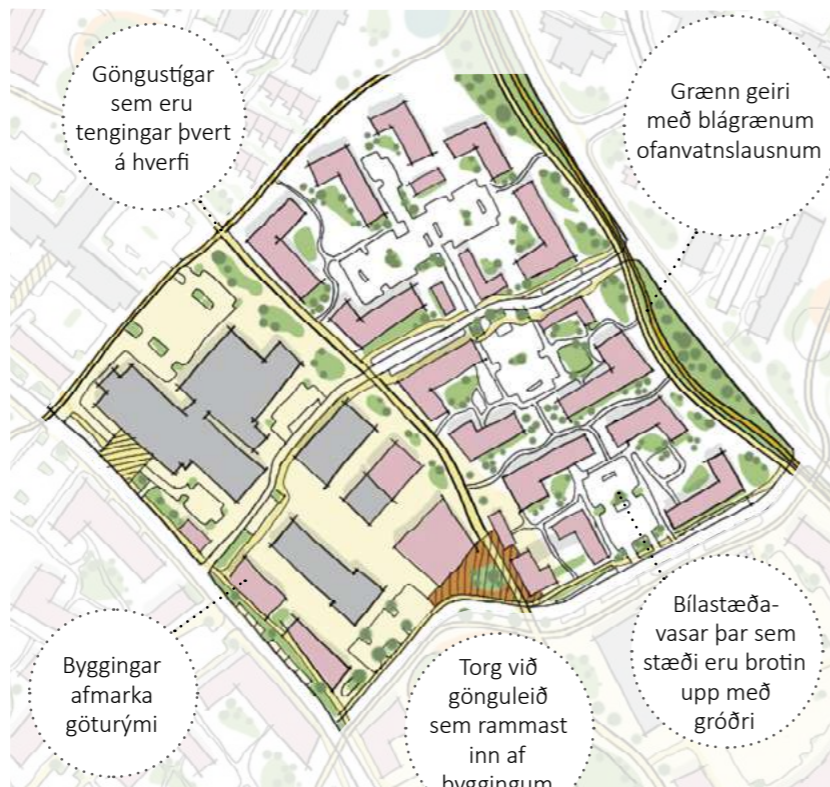 Göngustígar
sem eru
tengingar þvert
á hverfi
Grænn geiri
með blágrænum
ofanvatnslausnum
Byggingar
afmarka
göturými
Torg við
gönguleið
sem rammast
inn af
byggingum
Bílastæða-
vasar þar sem
stæði eru brotin
upp með
gróðri